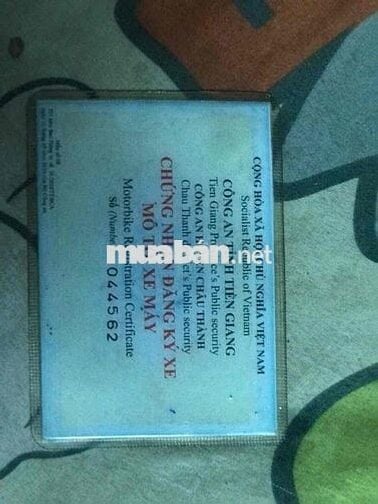 CỘNG HÒA XÃ HỘI CHỦ NGHĨA VIỆT NAM
Socialist Republic of Vietnam
CÔNG AN TỈNH TIỀN GIANG
Tien Giang Province's Public security
CÔNG AN HUYỆN CHÂU THÀNH
Chau Thanh District's Public security
CHỨNG NHẬN ĐĂNG KÝ XE
MÔ TÔ, XE MÁY
Motorbike Registration Certificate
Số (Number) 044562
muaban.net